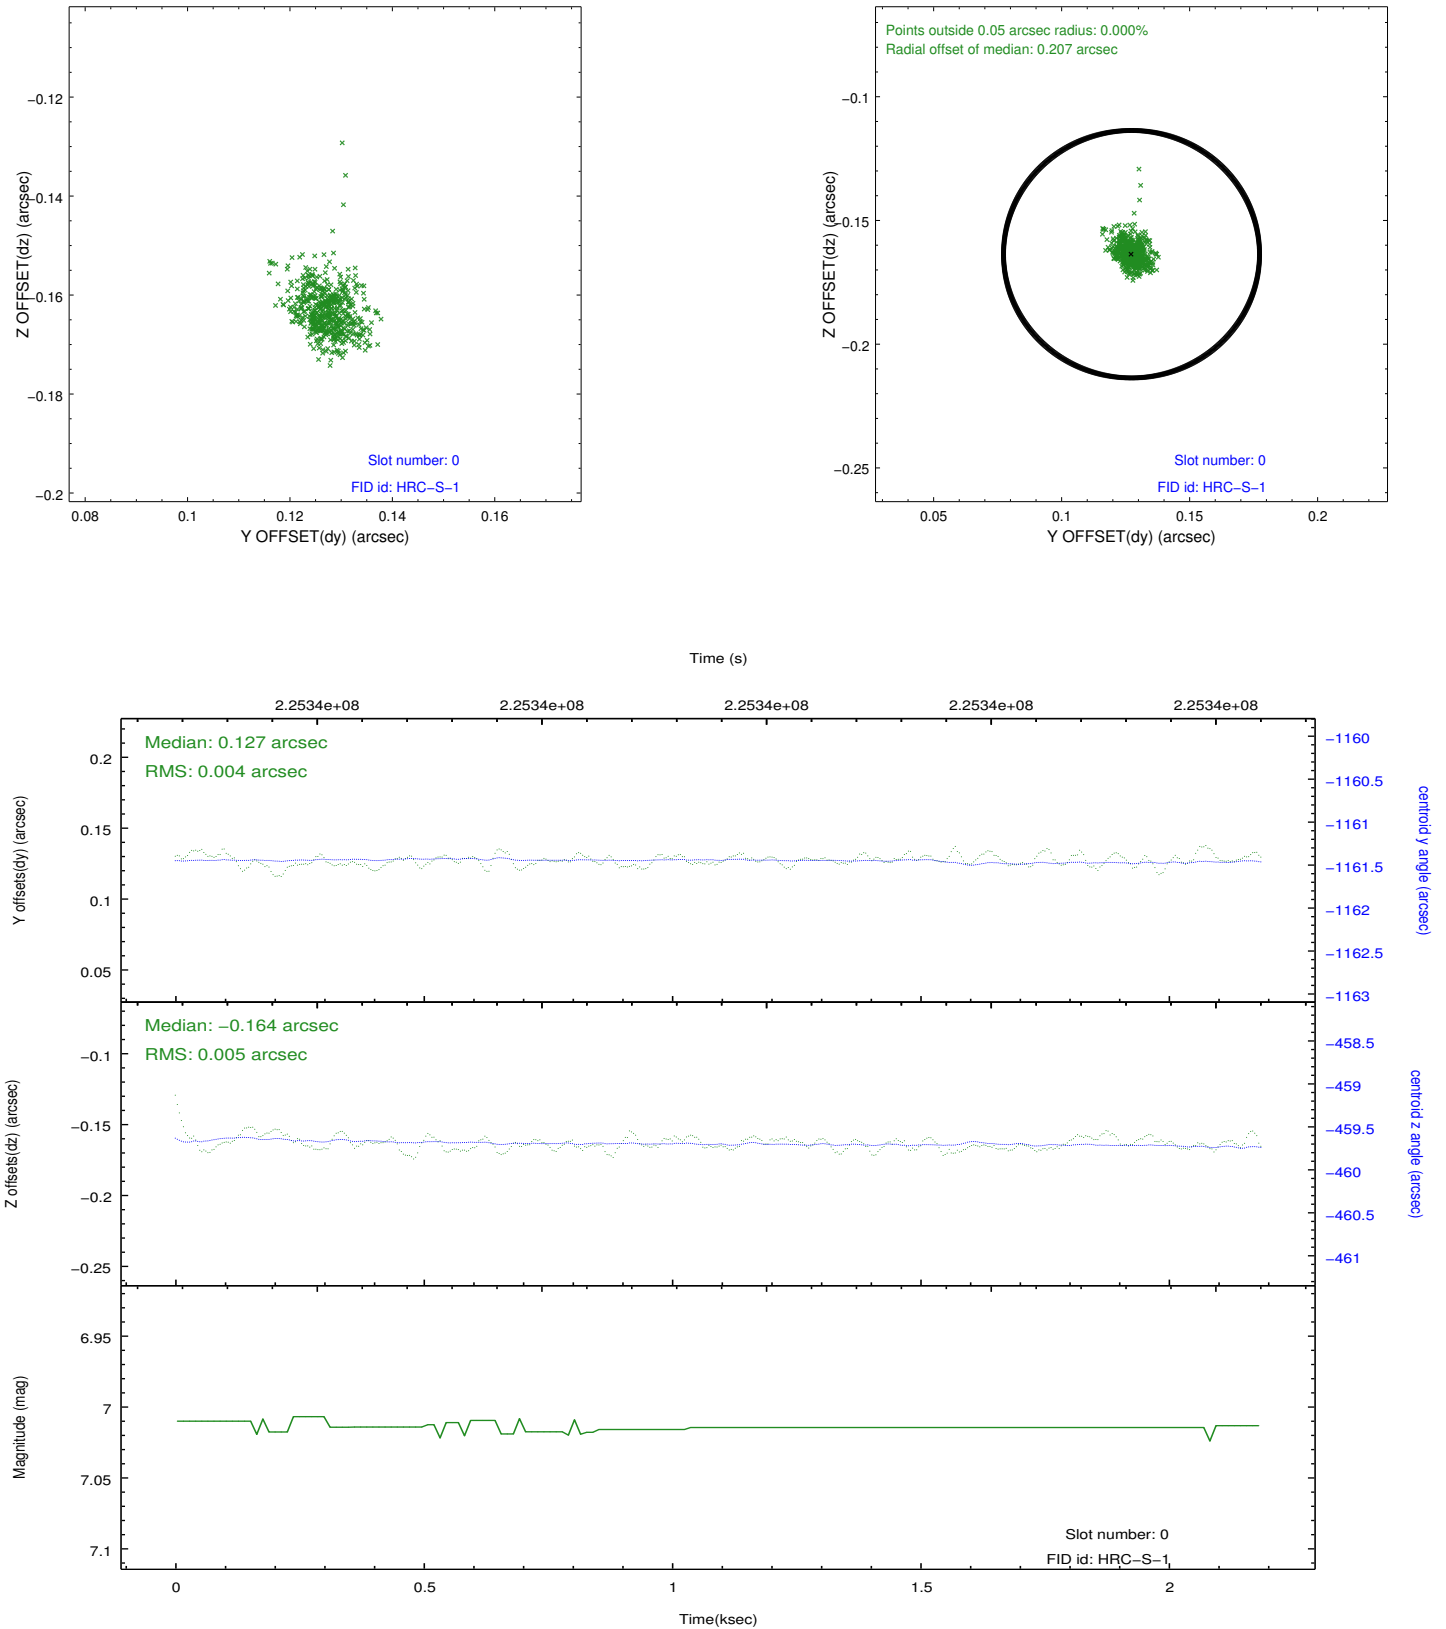 −0.12
−0.14
−0.16
−0.18
−0.2
Z OFFSET(dz) (arcsec)
0.08
0.1
0.12
0.14
0.16
Y OFFSET(dy) (arcsec)
Slot number: 0
FID id: HRC−S−1
Points outside 0.05 arcsec radius: 0.000%
Radial offset of median: 0.207 arcsec
−0.1
−0.15
−0.2
−0.25
Z OFFSET(dz) (arcsec)
0.05
0.1
0.15
0.2
Y OFFSET(dy) (arcsec)
Slot number: 0
FID id: HRC−S−1
Time (s)
2.2534e+08
2.2534e+08
2.2534e+08
2.2534e+08
2.2534e+08
Median: 0.127 arcsec
RMS: 0.004 arcsec
0.2
0.15
0.1
0.05
Y offsets(dy) (arcsec)
−1160
−1160.5
−1161
−1161.5
−1162
−1162.5
−1163
centroid y angle (arcsec)
Median: −0.164 arcsec
RMS: 0.005 arcsec
−0.1
−0.15
−0.2
−0.25
Z offsets(dz) (arcsec)
−458.5
−459
−459.5
−460
−460.5
−461
centroid z angle (arcsec)
6.95
7
7.05
7.1
Magnitude (mag)
Slot number: 0
FID id: HRC−S−1
0
0.5
1
1.5
2
Time(ksec)